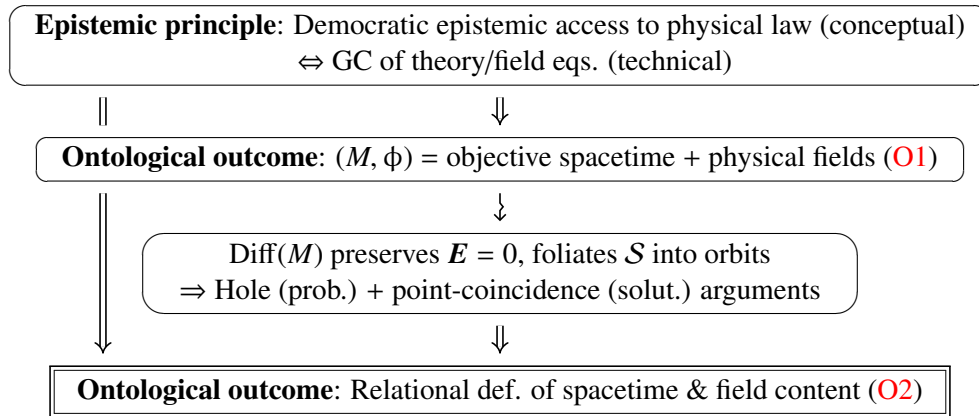 Epistemic principle: Democratic epistemic access to physical law (conceptual)
⇔ GC of theory/field eqs. (technical)
Ontological outcome: (M, ϕ) = objective spacetime + physical fields (O1)
Diff(M) preserves E = 0, foliates S into orbits
⇒ Hole (prob.) + point-coincidence (solut.) arguments
Ontological outcome: Relational def. of spacetime & field content (O2)